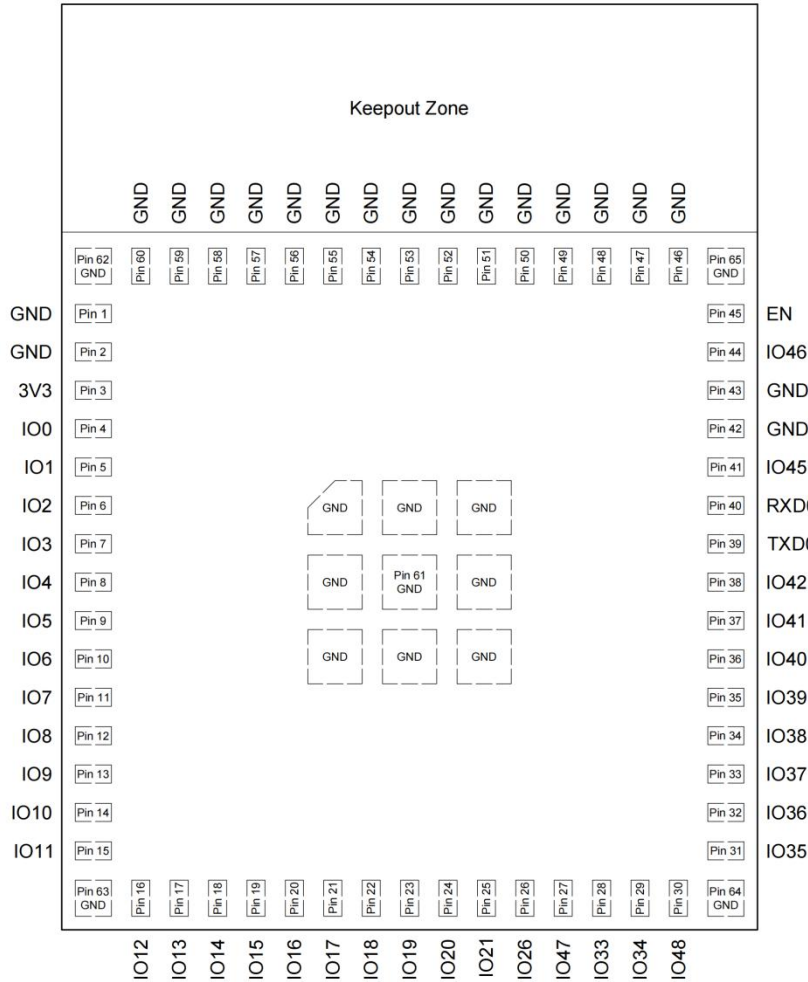 Keepout Zone
GND GND GND GND GND GND GND GND GND GND GND GND GND GND GND
Pin 62 GND Pin 60 Pin 59 Pin 58 Pin 57 Pin 56 Pin 55 Pin 54 Pin 53 Pin 52 Pin 51 Pin 50 Pin 49 Pin 48 Pin 47 Pin 46 Pin 65 GND
GND Pin 1 Pin 45 EN
GND Pin 2 Pin 44 IO46
3V3 Pin 3 Pin 43 GND
IO0 Pin 4 Pin 42 GND
IO1 Pin 5 Pin 41 IO45
IO2 Pin 6 GND GND GND Pin 40 RXD0
IO3 Pin 7 Pin 39 TXD0
IO4 Pin 8 GND Pin 61 GND GND Pin 38 IO42
IO5 Pin 9 Pin 37 IO41
IO6 Pin 10 GND GND GND Pin 36 IO40
IO7 Pin 11 Pin 35 IO39
IO8 Pin 12 Pin 34 IO38
IO9 Pin 13 Pin 33 IO37
IO10 Pin 14 Pin 32 IO36
IO11 Pin 15 Pin 31 IO35
Pin 63 GND Pin 16 Pin 17 Pin 18 Pin 19 Pin 20 Pin 21 Pin 22 Pin 23 Pin 24 Pin 25 Pin 26 Pin 27 Pin 28 Pin 29 Pin 30 Pin 64 GND
IO12 IO13 IO14 IO15 IO16 IO17 IO18 IO19 IO20 IO21 IO26 IO47 IO33 IO34 IO48